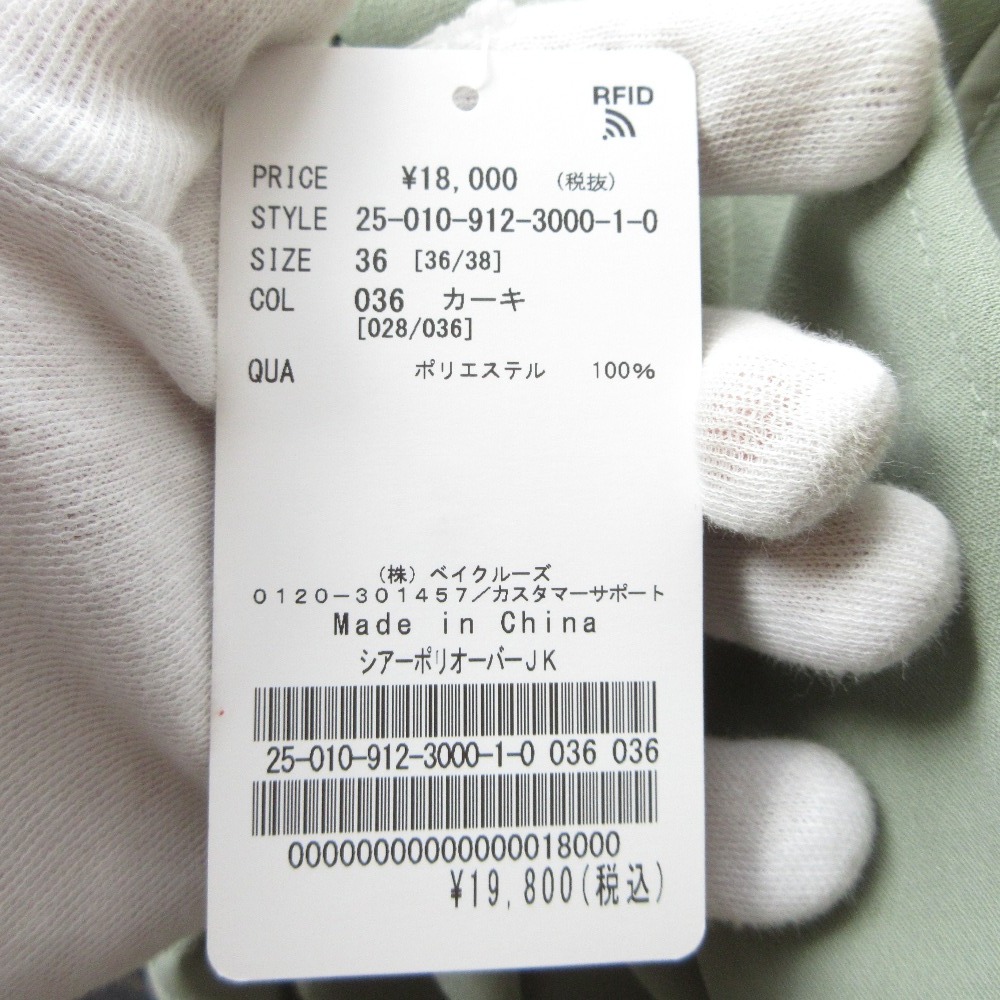 RFID
PRICE ¥18,000 (税抜)
STYLE 25-010-912-3000-1-0
SIZE 36 [36/38]
COL 036 カーキ
[028/036]
QUA ポリエステル 100%
(株)ベイクルーズ
0120-301457/カスタマーサポート
Made in China
シアーポリオーバーJK
25-010-912-3000-1-0 036 036
00000000000000018000
¥19,800(税込)